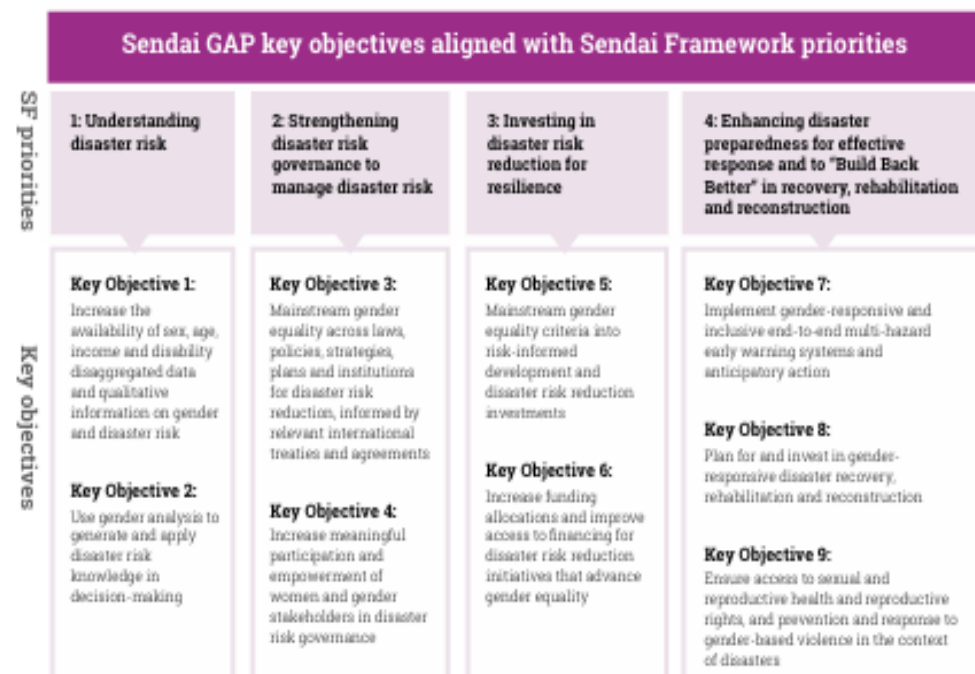 Sendai GAP key objectives aligned with Sendai Framework priorities
SF priorities
1: Understanding
disaster risk
2: Strengthening
disaster risk
governance to
manage disaster risk
3: Investing in
disaster risk
reduction for
resilience
4: Enhancing disaster
preparedness for effective
response and to "Build Back
Better" in recovery, rehabilitation
and reconstruction
Key objectives
Key Objective 1:
Increase the
availability of sex, age,
income and disability
disaggregated data
and qualitative
information on gender
and disaster risk
Key Objective 2:
Use gender analysis to
generate and apply
disaster risk
knowledge in
decision-making
Key Objective 3:
Mainstream gender
equality across laws,
policies, strategies,
plans and institutions
for disaster risk
reduction, informed by
relevant international
treaties and agreements
Key Objective 4:
Increase meaningful
participation and
empowerment of
women and gender
stakeholders in disaster
risk governance
Key Objective 5:
Mainstream gender
equality criteria into
risk-informed
development and
disaster risk reduction
investments
Key Objective 6:
Increase funding
allocations and improve
access to financing for
disaster risk reduction
initiatives that advance
gender equality
Key Objective 7:
Implement gender-responsive and
inclusive end-to-end multi-hazard
early warning systems and
anticipatory action
Key Objective 8:
Plan for and invest in gender-
responsive disaster recovery,
rehabilitation and reconstruction
Key Objective 9:
Ensure access to sexual and
reproductive health and reproductive
rights, and prevention and response to
gender-based violence in the context
of disasters